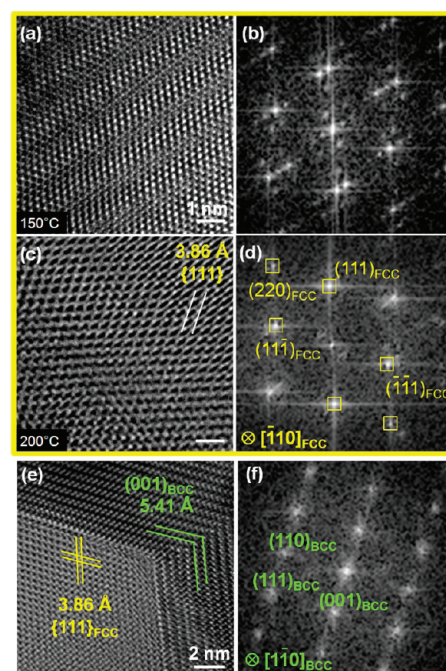 (a)
1 nm
150°C
(b)
(c)
3.86 Å
{111}
200°C
(d)
(111)FCC
(220)FCC
(111̄)FCC
(1̄1̄1)FCC
⊗ [1̄10]FCC
(e)
(001)BCC
5.41 Å
3.86 Å
{111}FCC
2 nm
(f)
(110)BCC
(111)BCC
(001)BCC
⊗ [11̄0]BCC